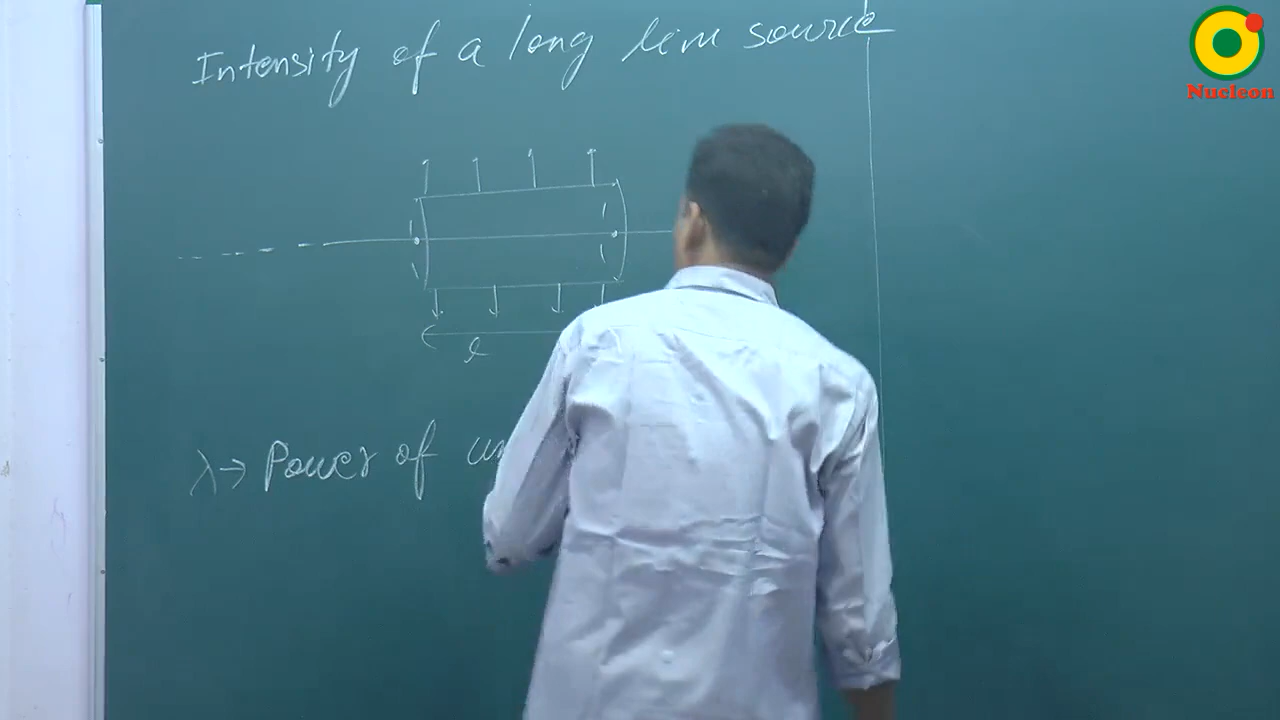 Intensity of a long line source
Nucleon
l
λ→ Power of